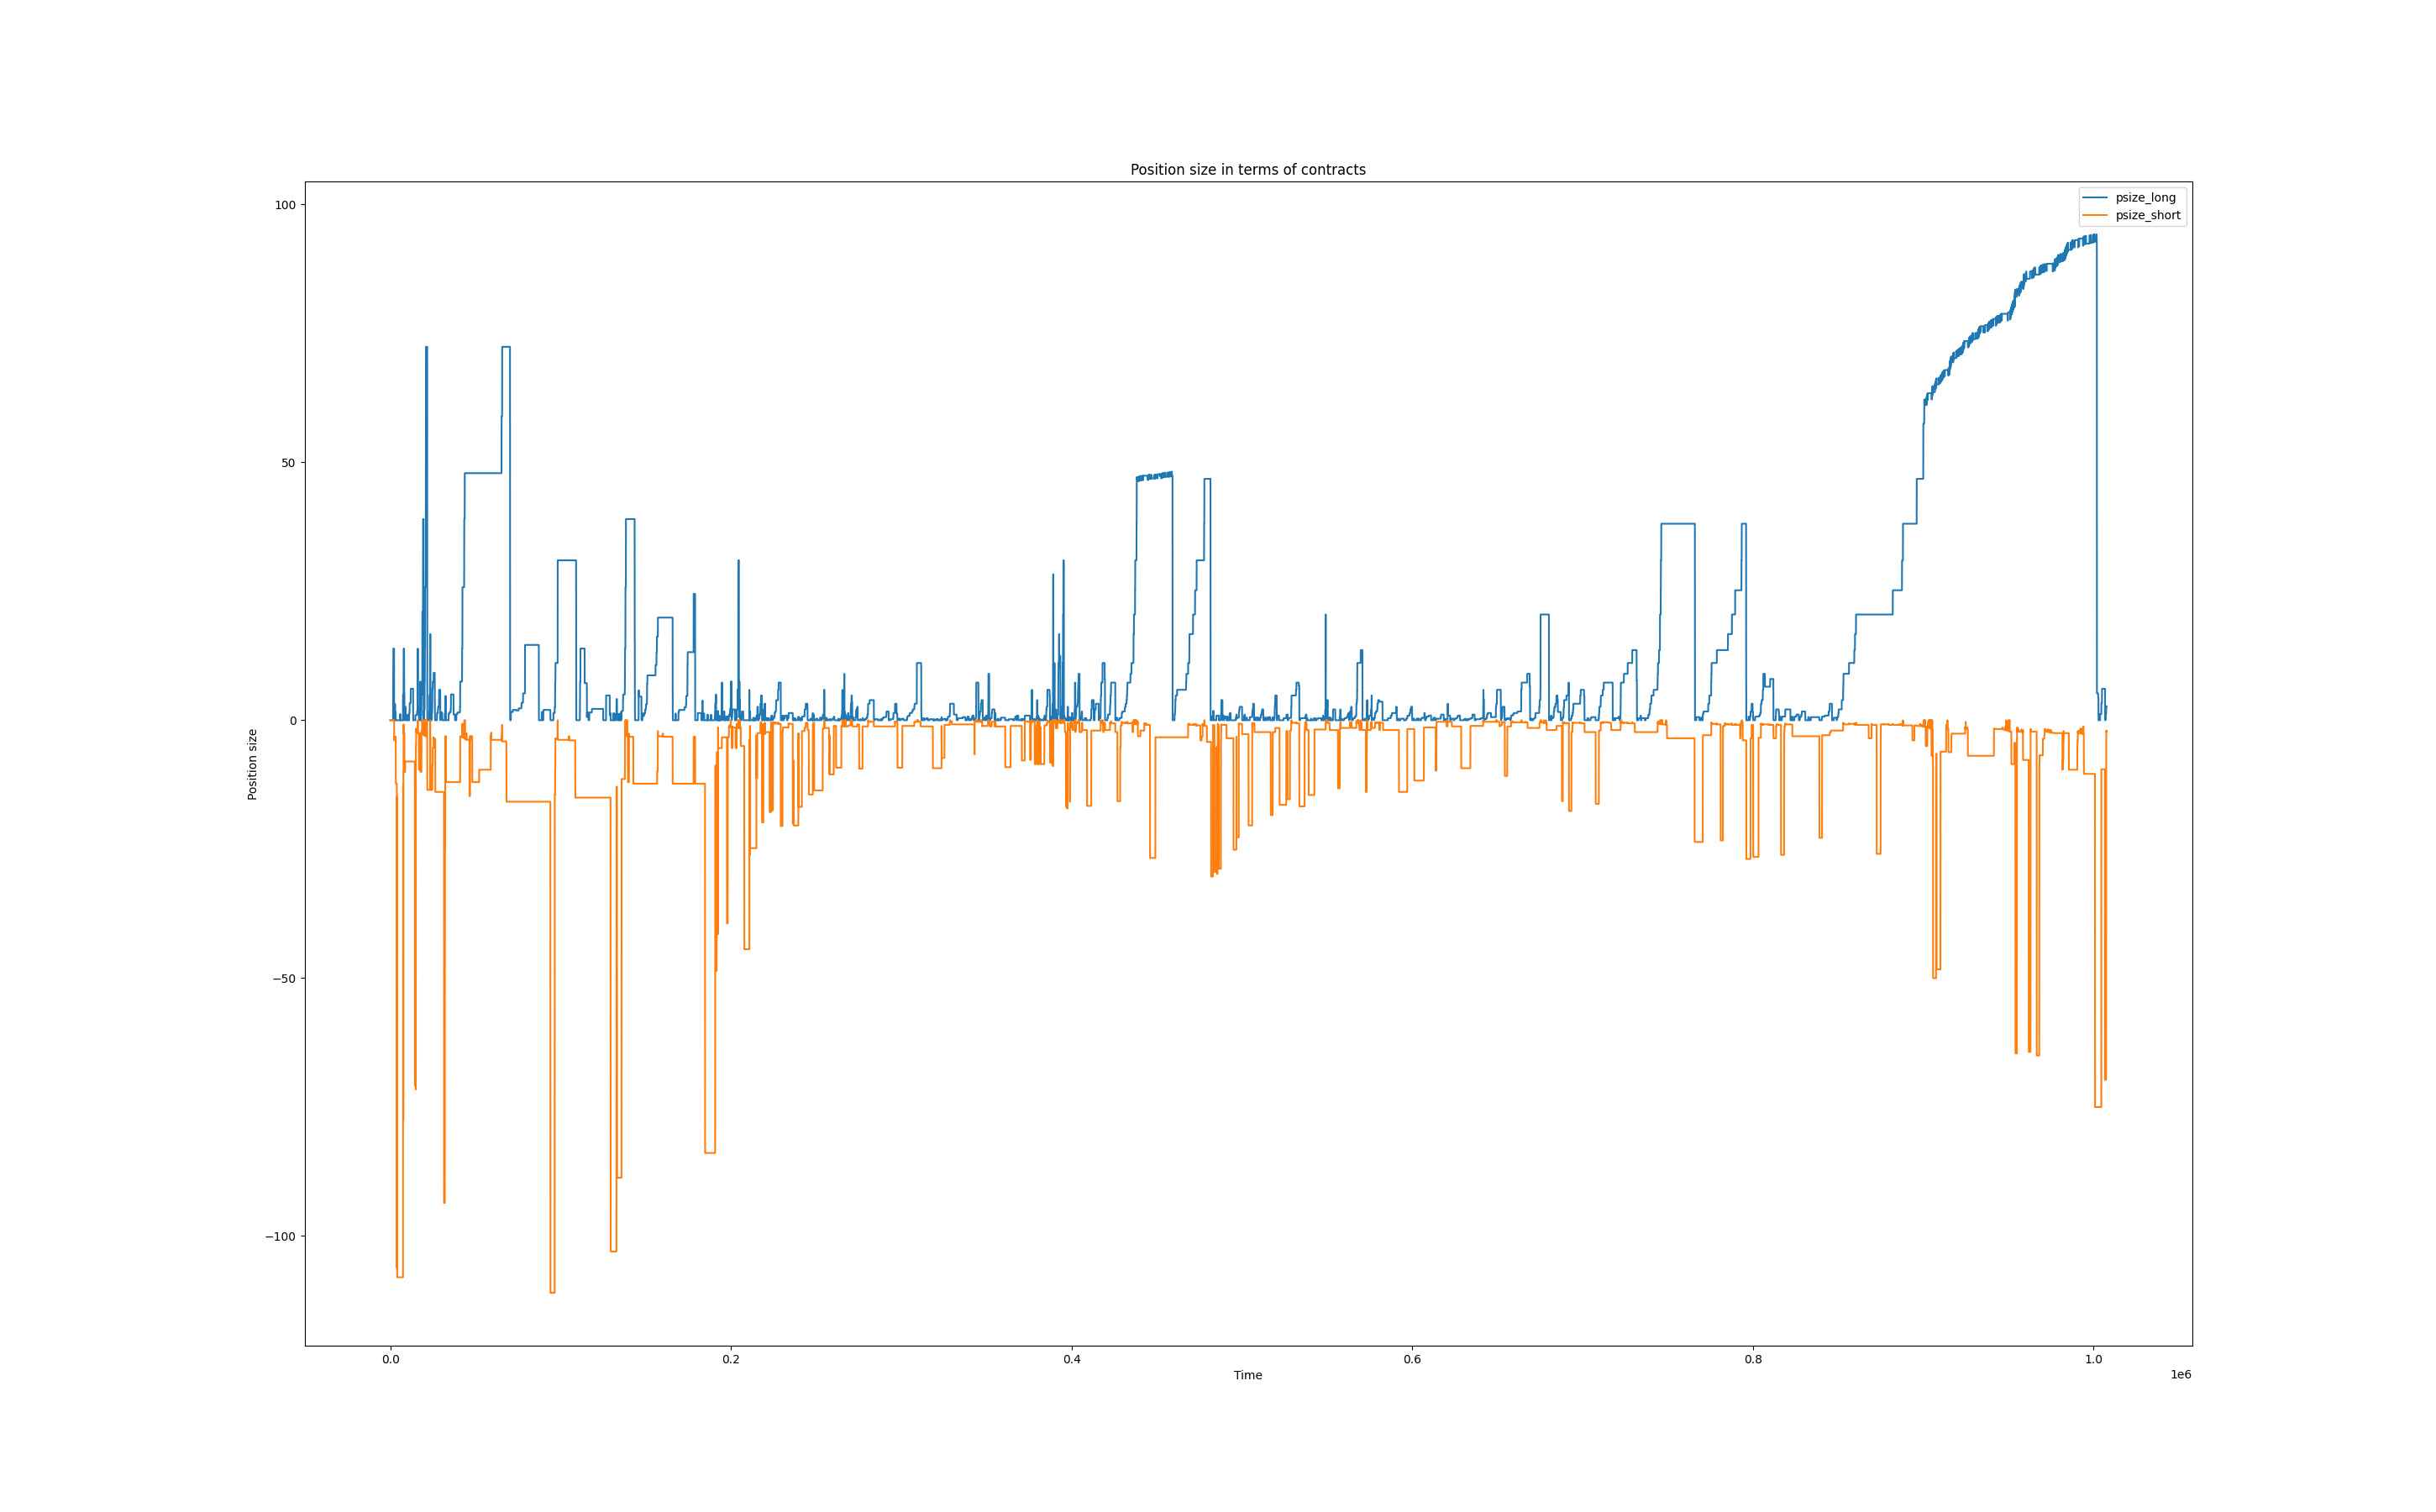 Position size in terms of contracts
psize_long
psize_short
100
50
0
−50
−100
Position size
0.0
0.2
0.4
0.6
0.8
1.0
Time
1e6